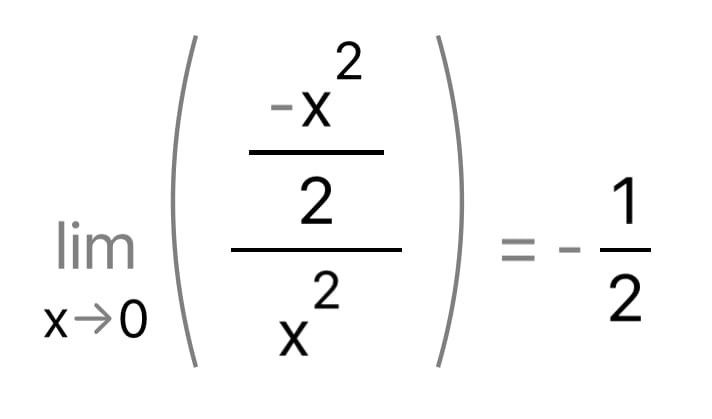 lim x→0 ( (-x^2 / 2) / x^2 ) = - 1/2